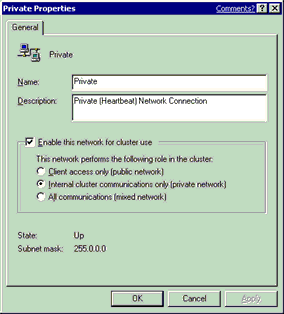 Private Properties Comments? ? X
General
Private
Name: Private
Description: Private (Heartbeat) Network Connection
Enable this network for cluster use
This network performs the following role in the cluster:
Client access only (public network)
Internal cluster communications only (private network)
All communications (mixed network)
State: Up
Subnet mask: 255.0.0.0
OK Cancel Apply